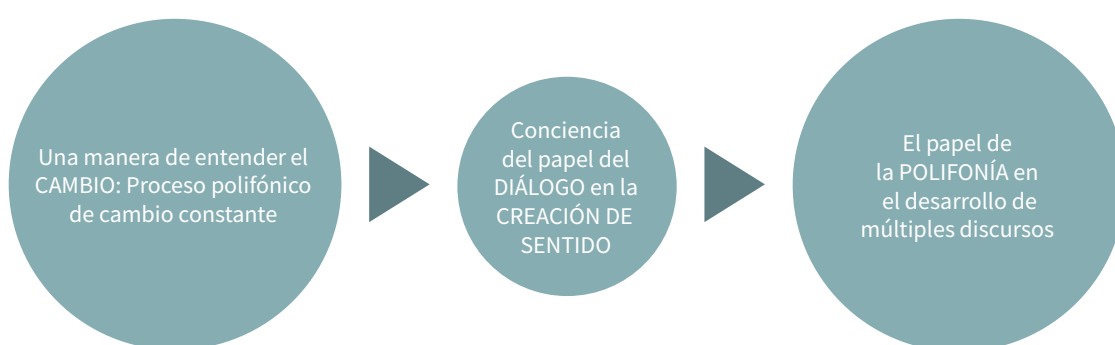 Una manera de entender el
CAMBIO: Proceso polifónico
de cambio constante
Conciencia
del papel del
DIÁLOGO en la
CREACIÓN DE
SENTIDO
El papel de
la POLIFONÍA en
el desarrollo de
múltiples discursos